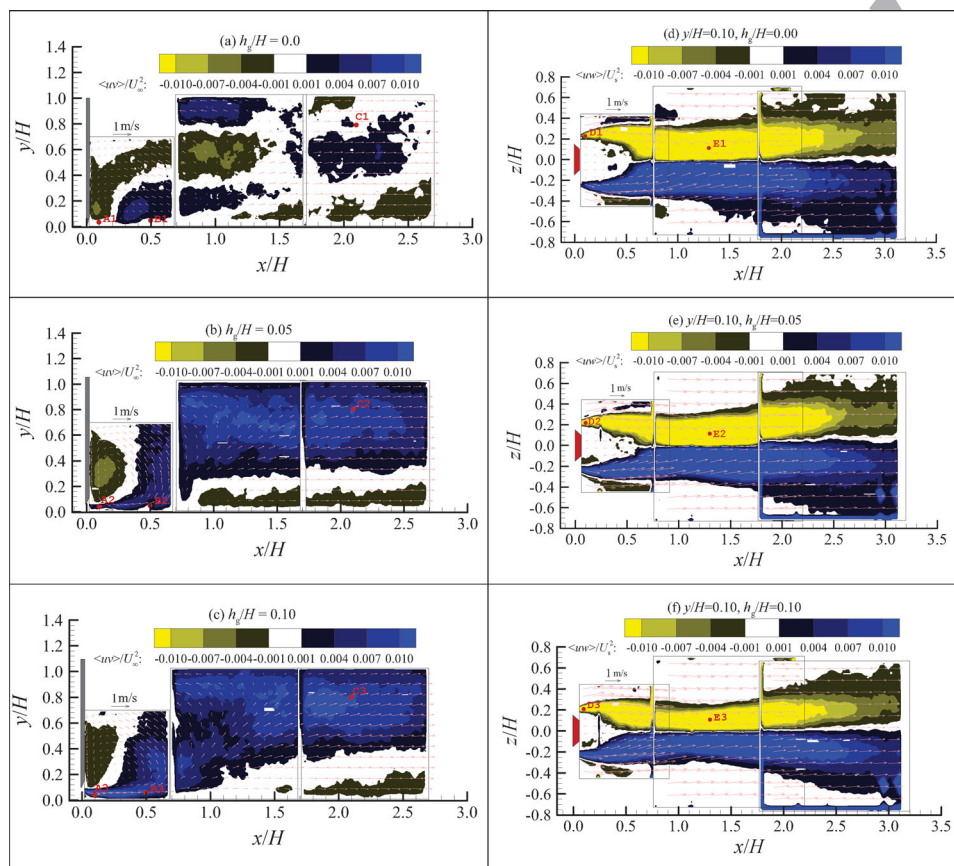 (a) h_g/H = 0.0
<uv>/U²_∞: -0.010-0.007-0.004-0.001 0.001 0.004 0.007 0.010
1 m/s
y/H
1.4
1.2
1.0
0.8
0.6
0.4
0.2
0.0
A1
B1
C1
0.0 0.5 1.0 1.5 2.0 2.5 3.0
x/H
(d) y/H=0.10, h_g/H=0.00
<uw>/U²_s: -0.010 -0.007 -0.004 -0.001 0.001 0.004 0.007 0.010
1 m/s
z/H
0.8
0.6
0.4
0.2
0.0
-0.2
-0.4
-0.6
-0.8
D1
E1
0.0 0.5 1.0 1.5 2.0 2.5 3.0 3.5
x/H
(b) h_g/H = 0.05
<uv>/U²_∞: -0.010 -0.007-0.004-0.001 0.001 0.004 0.007 0.010
1 m/s
y/H
1.4
1.2
1.0
0.8
0.6
0.4
0.2
0.0
A2
B2
C2
0.0 0.5 1.0 1.5 2.0 2.5 3.0
x/H
(e) y/H=0.10, h_g/H=0.05
<uw>/U²_s: -0.010 -0.007 -0.004 -0.001 0.001 0.004 0.007 0.010
1 m/s
z/H
0.8
0.6
0.4
0.2
0.0
-0.2
-0.4
-0.6
-0.8
D2
E2
0.0 0.5 1.0 1.5 2.0 2.5 3.0 3.5
x/H
(c) h_g/H = 0.10
<uv>/U²_∞: -0.010 -0.007-0.004-0.001 0.001 0.004 0.007 0.010
1m/s
y/H
1.4
1.2
1.0
0.8
0.6
0.4
0.2
0.0
A3
B3
C3
0.0 0.5 1.0 1.5 2.0 2.5 3.0
x/H
(f) y/H=0.10, h_g/H=0.10
<uw>/U²_s: -0.010 -0.007 -0.004 -0.001 0.001 0.004 0.007 0.010
1 m/s
z/H
0.8
0.6
0.4
0.2
0.0
-0.2
-0.4
-0.6
-0.8
D3
E3
0.0 0.5 1.0 1.5 2.0 2.5 3.0 3.5
x/H